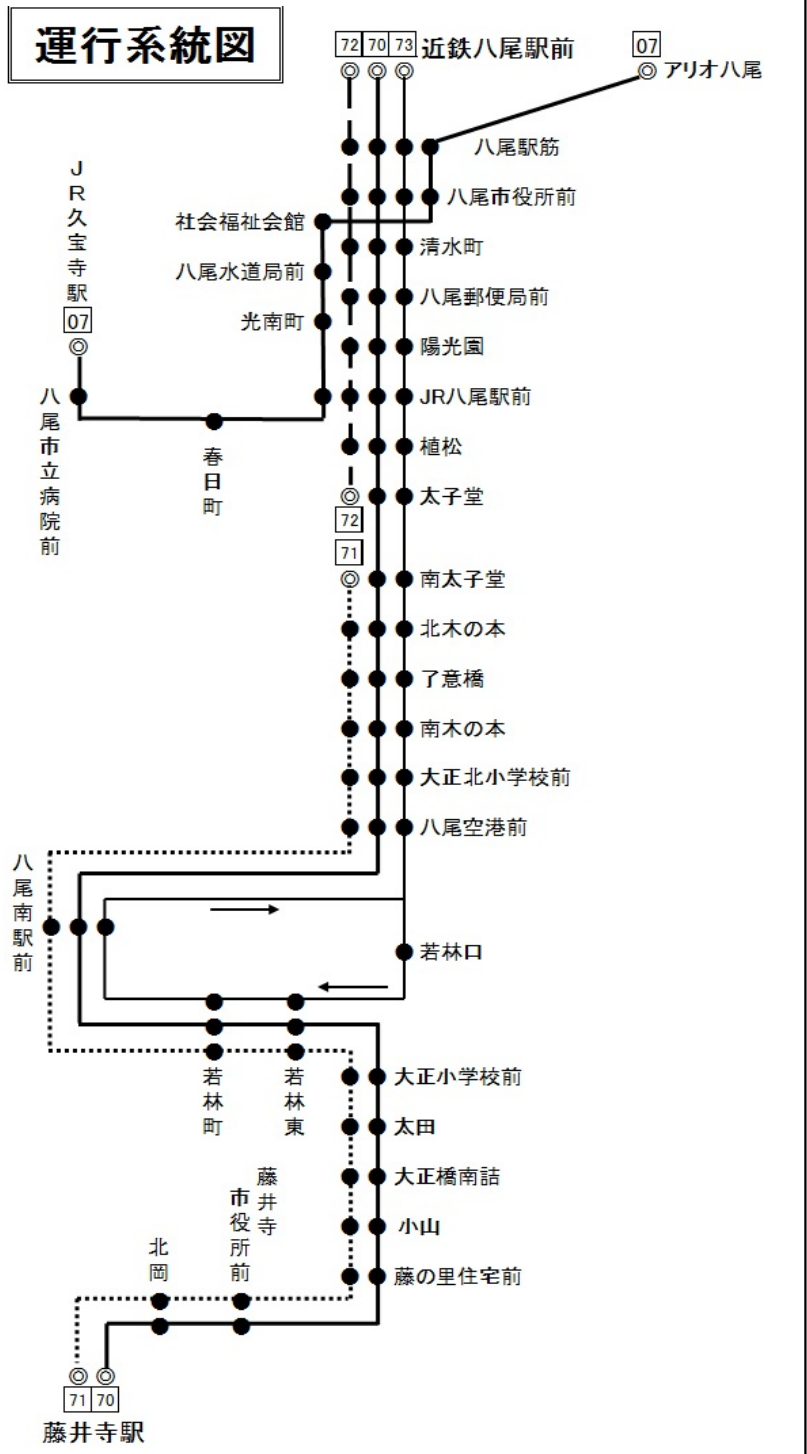 運行系統図
72 70 73 近鉄八尾駅前
07
アリオ八尾
八尾駅筋
八尾市役所前
JR久宝寺駅
07
社会福祉会館
清水町
八尾水道局前
八尾郵便局前
光南町
陽光園
八尾市立病院前
JR八尾駅前
春日町
植松
太子堂
72
71
南太子堂
北木の本
了意橋
南木の本
大正北小学校前
八尾空港前
八尾南駅前
若林口
若林町
若林東
大正小学校前
太田
大正橋南詰
藤井寺
市役所前
小山
北岡
藤の里住宅前
71 70
藤井寺駅